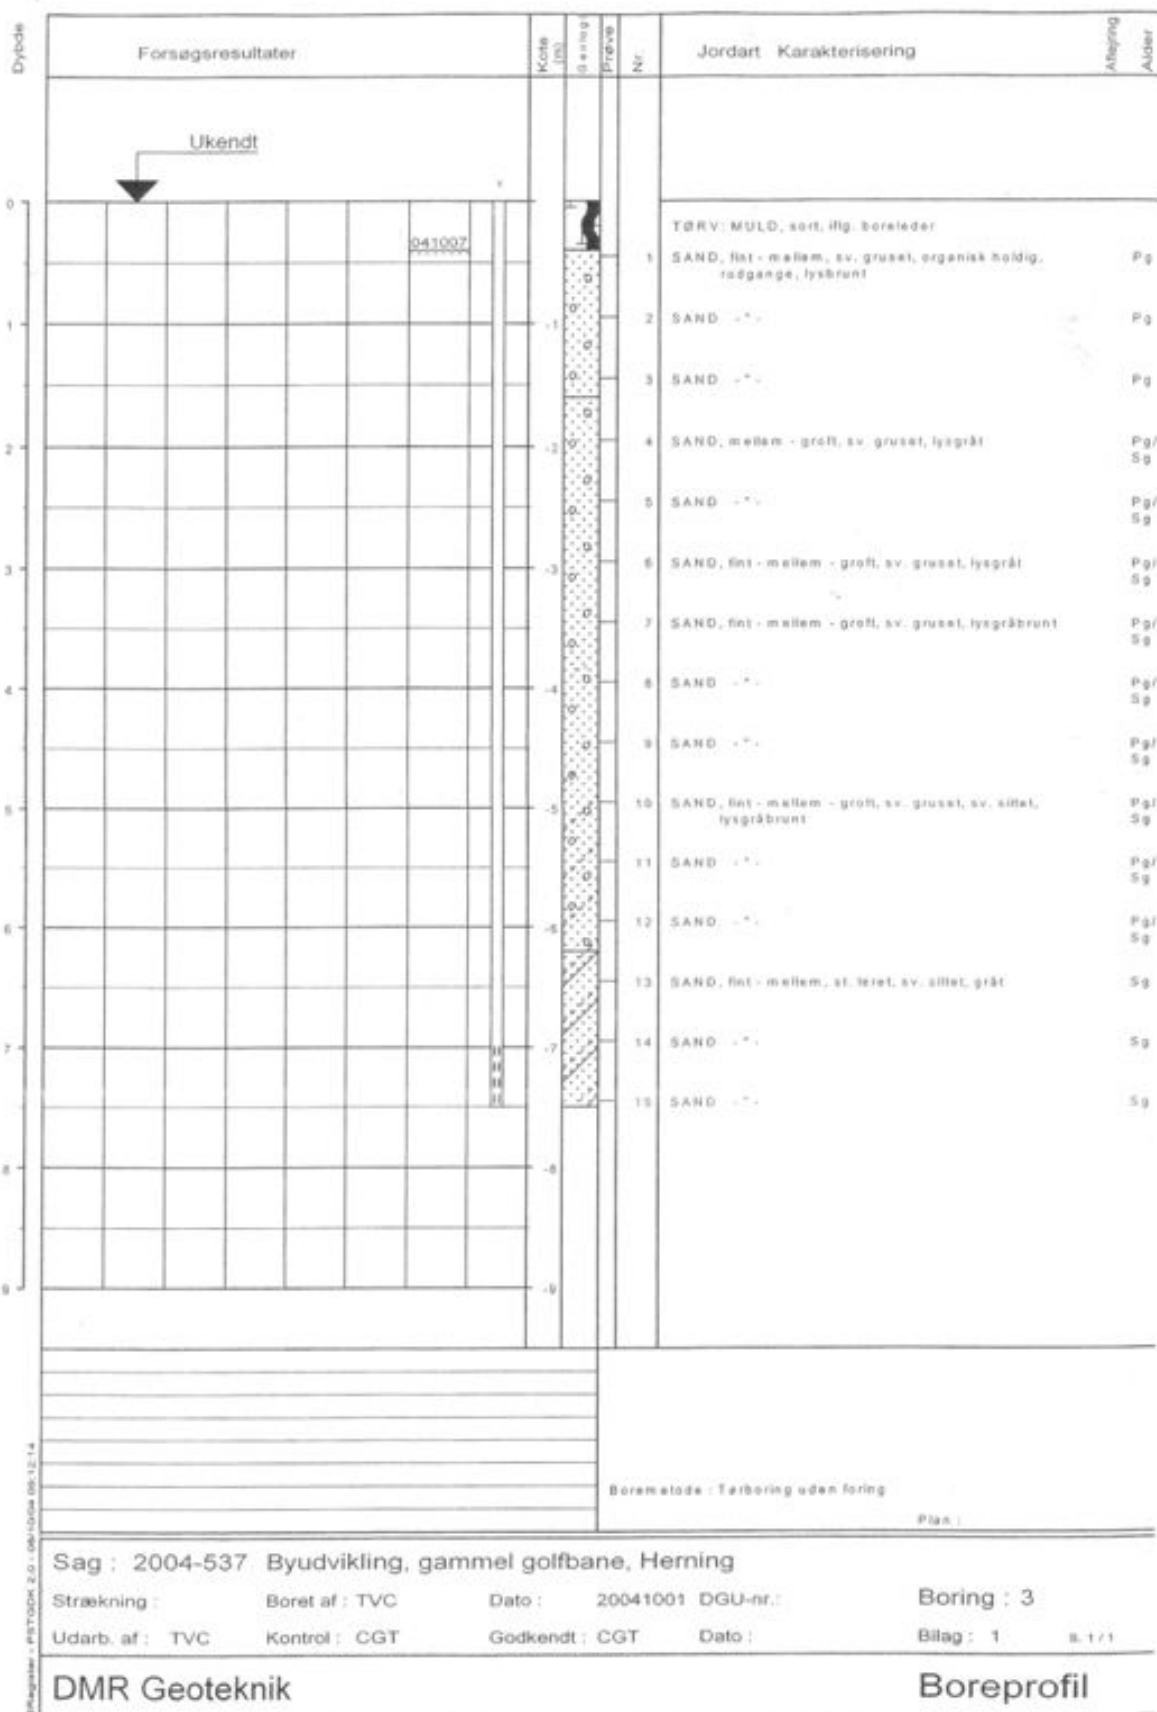 Dybde
Forsøgsresultater
Kote (m)
Prøve
Nr.
Jordart Karakterisering
Aflejring
Alder
Ukendt
0
041007
TØRV: MULD, sort, iflg. boreleder
1 SAND, fint - mellem, sv. gruset, organisk holdig, Pg
rodgange, lysbrunt
1
-1
2 SAND -"- Pg
3 SAND -"- Pg
2
-2
4 SAND, mellem - groft, sv. gruset, lysgråt Pg/
Sg
5 SAND -"- Pg/
Sg
3
-3
6 SAND, fint - mellem - groft, sv. gruset, lysgråt Pg/
Sg
7 SAND, fint - mellem - groft, sv. gruset, lysgråbrunt Pg/
Sg
4
-4
8 SAND -"- Pg/
Sg
9 SAND -"- Pg/
Sg
5
-5
10 SAND, fint - mellem - groft, sv. gruset, sv. siltet, Pg/
lysgråbrunt Sg
11 SAND -"- Pg/
Sg
6
-6
12 SAND -"- Pg/
Sg
13 SAND, fint - mellem, st. leret, sv. siltet, gråt Sg
7
-7
14 SAND -"- Sg
15 SAND -"- Sg
8
-8
9
-9
Boremetode : Tørboring uden foring
Plan :
Sag : 2004-537 Byudvikling, gammel golfbane, Herning
Strækning : Boret af : TVC Dato : 20041001 DGU-nr.: Boring : 3
Udarb. af : TVC Kontrol : CGT Godkendt : CGT Dato : Bilag : 1 S. 1 / 1
DMR Geoteknik Boreprofil